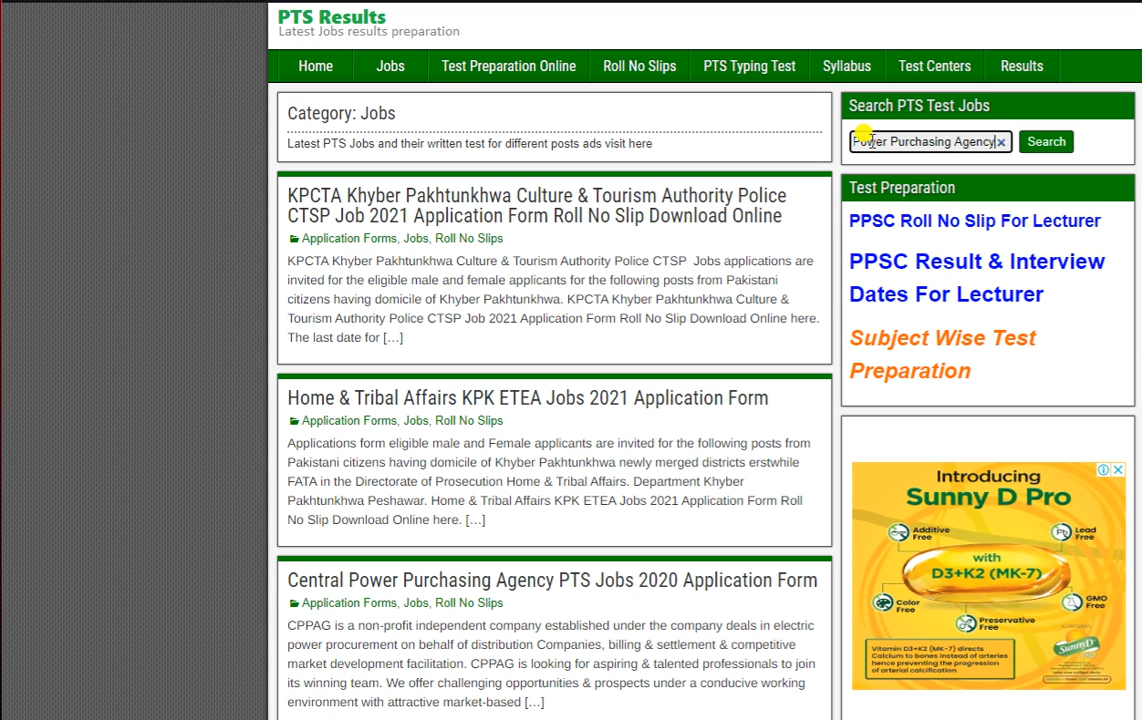 PTS Results
Latest Jobs results preparation
Home Jobs Test Preparation Online Roll No Slips PTS Typing Test Syllabus Test Centers Results
Category: Jobs
Latest PTS Jobs and their written test for different posts ads visit here
KPCTA Khyber Pakhtunkhwa Culture & Tourism Authority Police
CTSP Job 2021 Application Form Roll No Slip Download Online
Application Forms, Jobs, Roll No Slips
KPCTA Khyber Pakhtunkhwa Culture & Tourism Authority Police CTSP Jobs applications are
invited for the eligible male and female applicants for the following posts from Pakistani
citizens having domicile of Khyber Pakhtunkhwa. KPCTA Khyber Pakhtunkhwa Culture &
Tourism Authority Police CTSP Job 2021 Application Form Roll No Slip Download Online here.
The last date for [...]
Home & Tribal Affairs KPK ETEA Jobs 2021 Application Form
Application Forms, Jobs, Roll No Slips
Applications form eligible male and Female applicants are invited for the following posts from
Pakistani citizens having domicile of Khyber Pakhtunkhwa newly merged districts erstwhile
FATA in the Directorate of Prosecution Home & Tribal Affairs. Department Khyber
Pakhtunkhwa Peshawar. Home & Tribal Affairs KPK ETEA Jobs 2021 Application Form Roll
No Slip Download Online here. [...]
Central Power Purchasing Agency PTS Jobs 2020 Application Form
Application Forms, Jobs, Roll No Slips
CPPAG is a non-profit independent company established under the company deals in electric
power procurement on behalf of distribution Companies, billing & settlement & competitive
market development facilitation. CPPAG is looking for aspiring & talented professionals to join
its winning team. We offer challenging opportunities & prospects under a conducive working
environment with attractive market-based [...]
Search PTS Test Jobs
Power Purchasing Agency
Search
Test Preparation
PPSC Roll No Slip For Lecturer
PPSC Result & Interview
Dates For Lecturer
Subject Wise Test
Preparation
Introducing
Sunny D Pro
Additive
Free
Pb
Lead
Free
with
D3+K2 (MK-7)
Color
Free
GMO
Free
Preservative
Free
Vitamin D3+K2 (MK-7) directs
Calcium to bones instead of arteries
hence preventing the progression
of arterial calcification
SunnyD